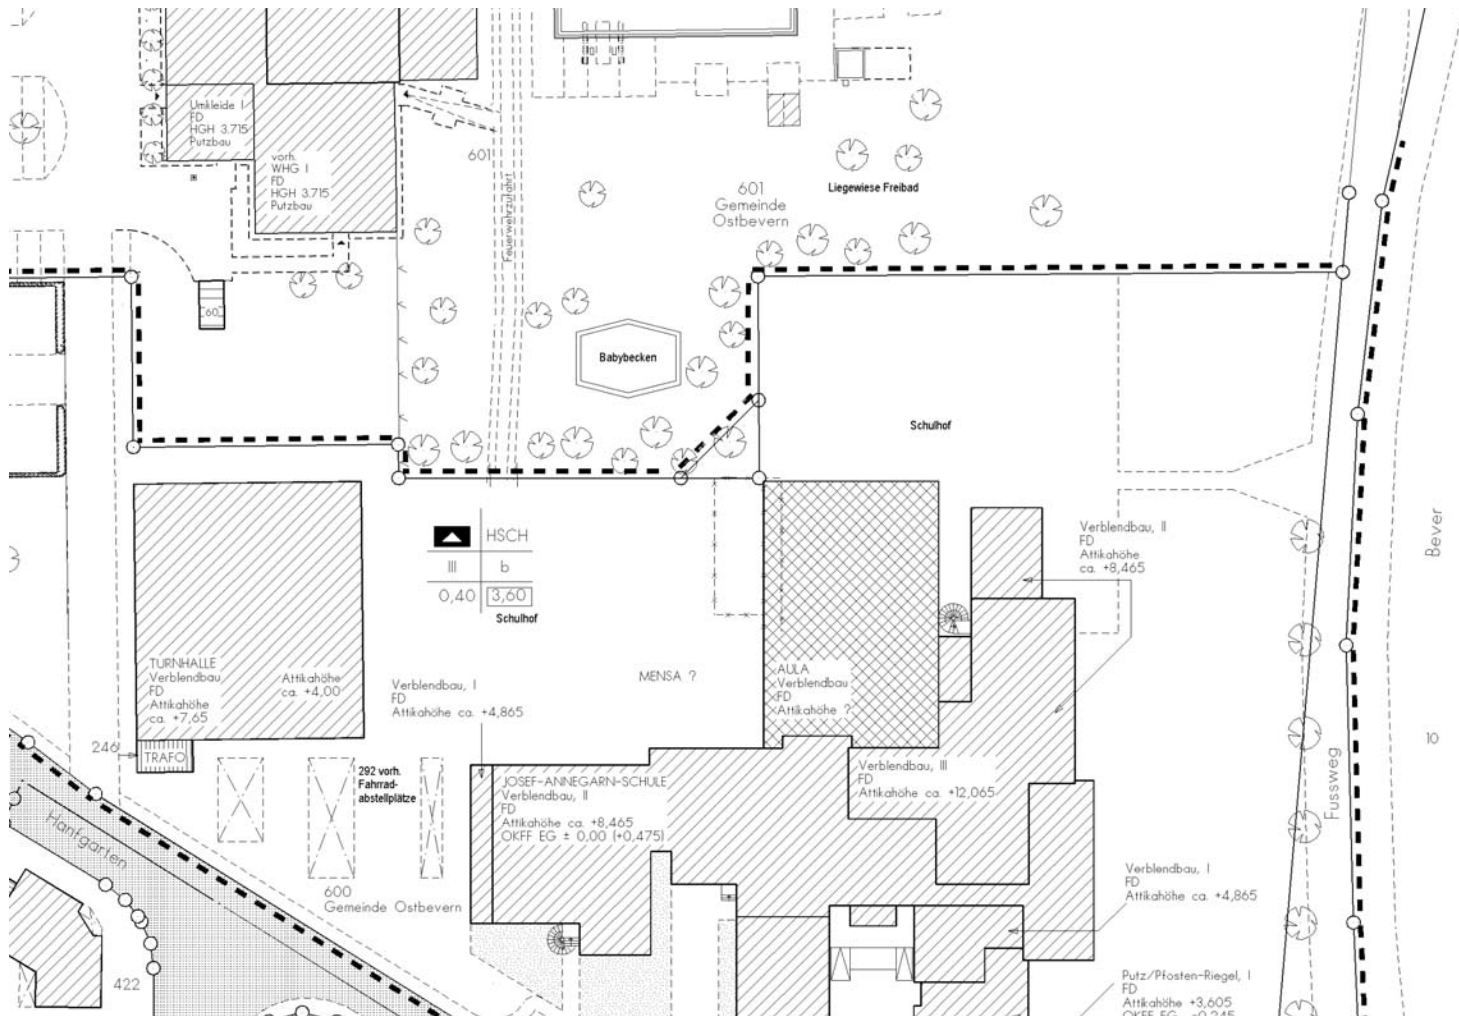 Umkleide I
FD
HGH 3.715
Putzbau
vorh.
WHG I
FD
HGH 3.715
Putzbau
601
Feuerwehrzufahrt
601
Gemeinde
Ostbevern
Liegewiese Freibad
60
Babybecken
Schulhof
HSCH
III
b
0,40
3,60
Schulhof
Verblendbau, II
FD
Attikahöhe
ca. +8,465
Bever
TURNHALLE
Verblendbau
FD
Attikahöhe
ca. +7,65
Attikahöhe
ca. +4,00
Verblendbau, I
FD
Attikahöhe ca. +4,865
MENSA ?
AULA
Verblendbau
FD
Attikahöhe ?
246
TRAFO
292 vorh.
Fahrrad-
abstellplätze
JOSEF-ANNEGARN-SCHULE
Verblendbau, II
FD
Attikahöhe ca. +8,465
OKFF EG ± 0,00 (+0,475)
Verblendbau, III
FD
Attikahöhe ca. +12,065
10
Fussweg
Hanfgarten
600
Gemeinde Ostbevern
Verblendbau, I
FD
Attikahöhe ca. +4,865
422
Putz/Pfosten-Riegel, I
FD
Attikahöhe +3,605
OKFF EG -0,245